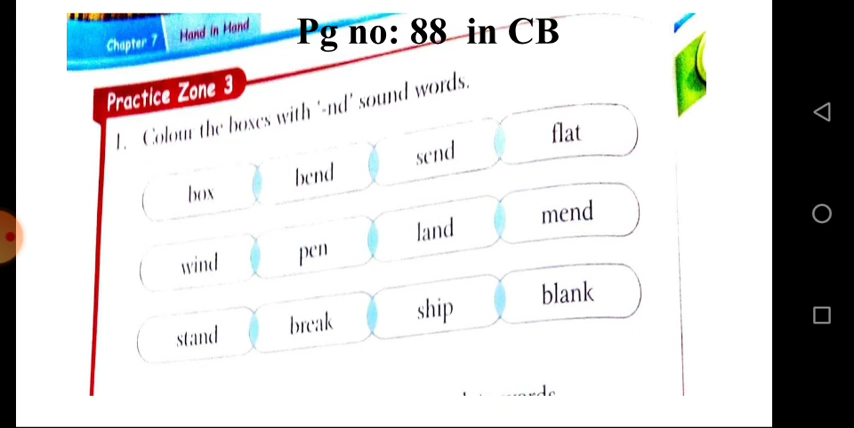 Chapter 7 Hand in Hand
Pg no: 88 in CB
Practice Zone 3
1. Colour the boxes with '-nd' sound words.
box bend send flat
wind pen land mend
stand break ship blank